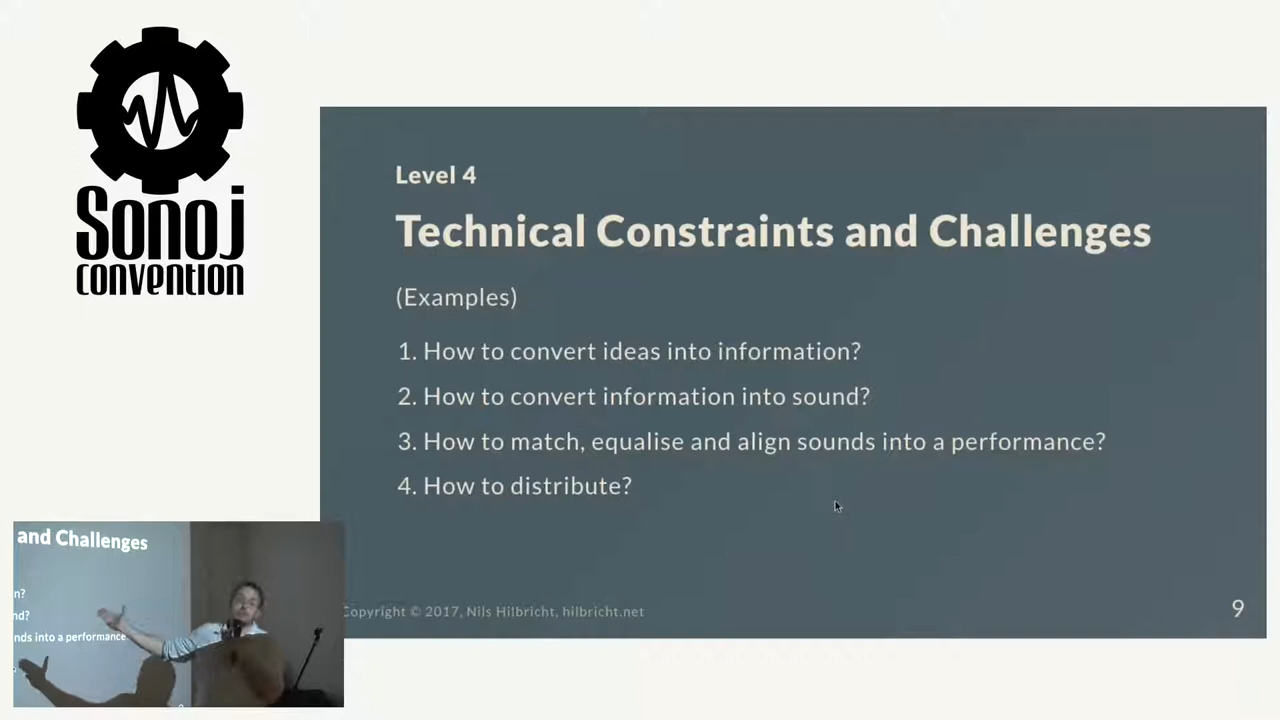 Sonoj
convention
Level 4
Technical Constraints and Challenges
(Examples)
1. How to convert ideas into information?
2. How to convert information into sound?
3. How to match, equalise and align sounds into a performance?
4. How to distribute?
Copyright © 2017, Nils Hilbricht, hilbricht.net
9
and Challenges
n?
nd?
nds into a performance